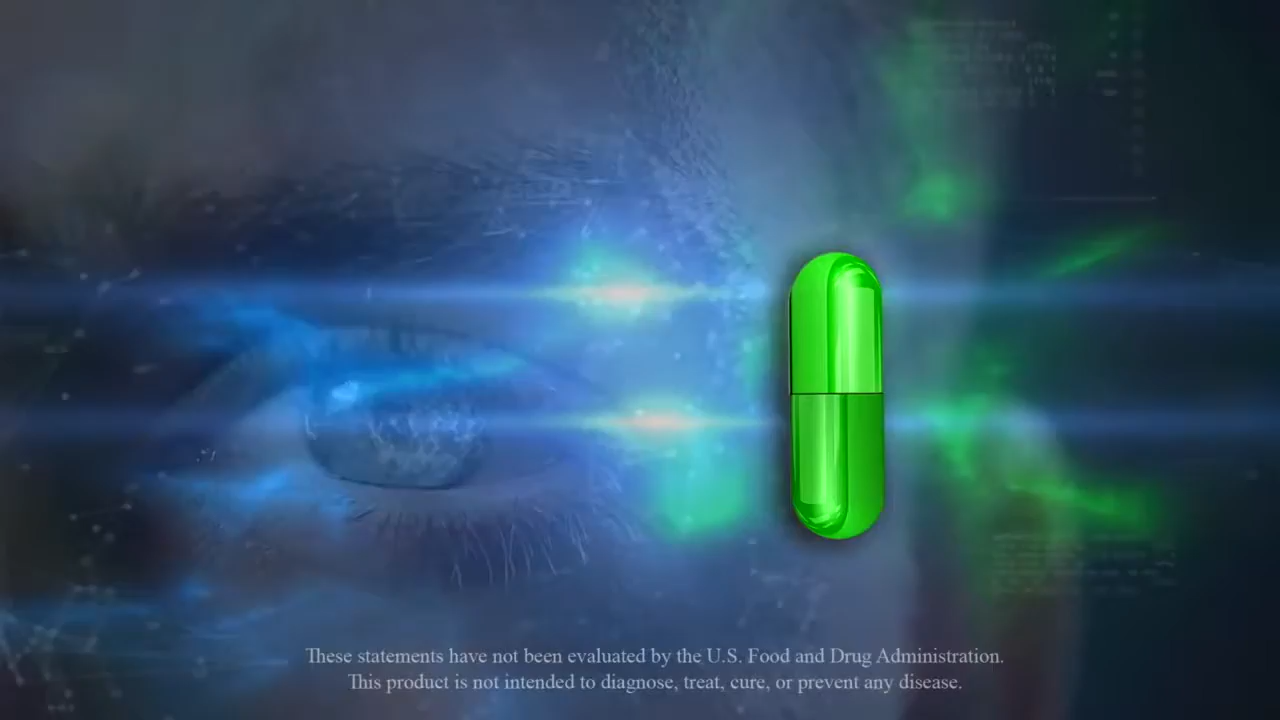 These statements have not been evaluated by the U.S. Food and Drug Administration.
This product is not intended to diagnose, treat, cure, or prevent any disease.